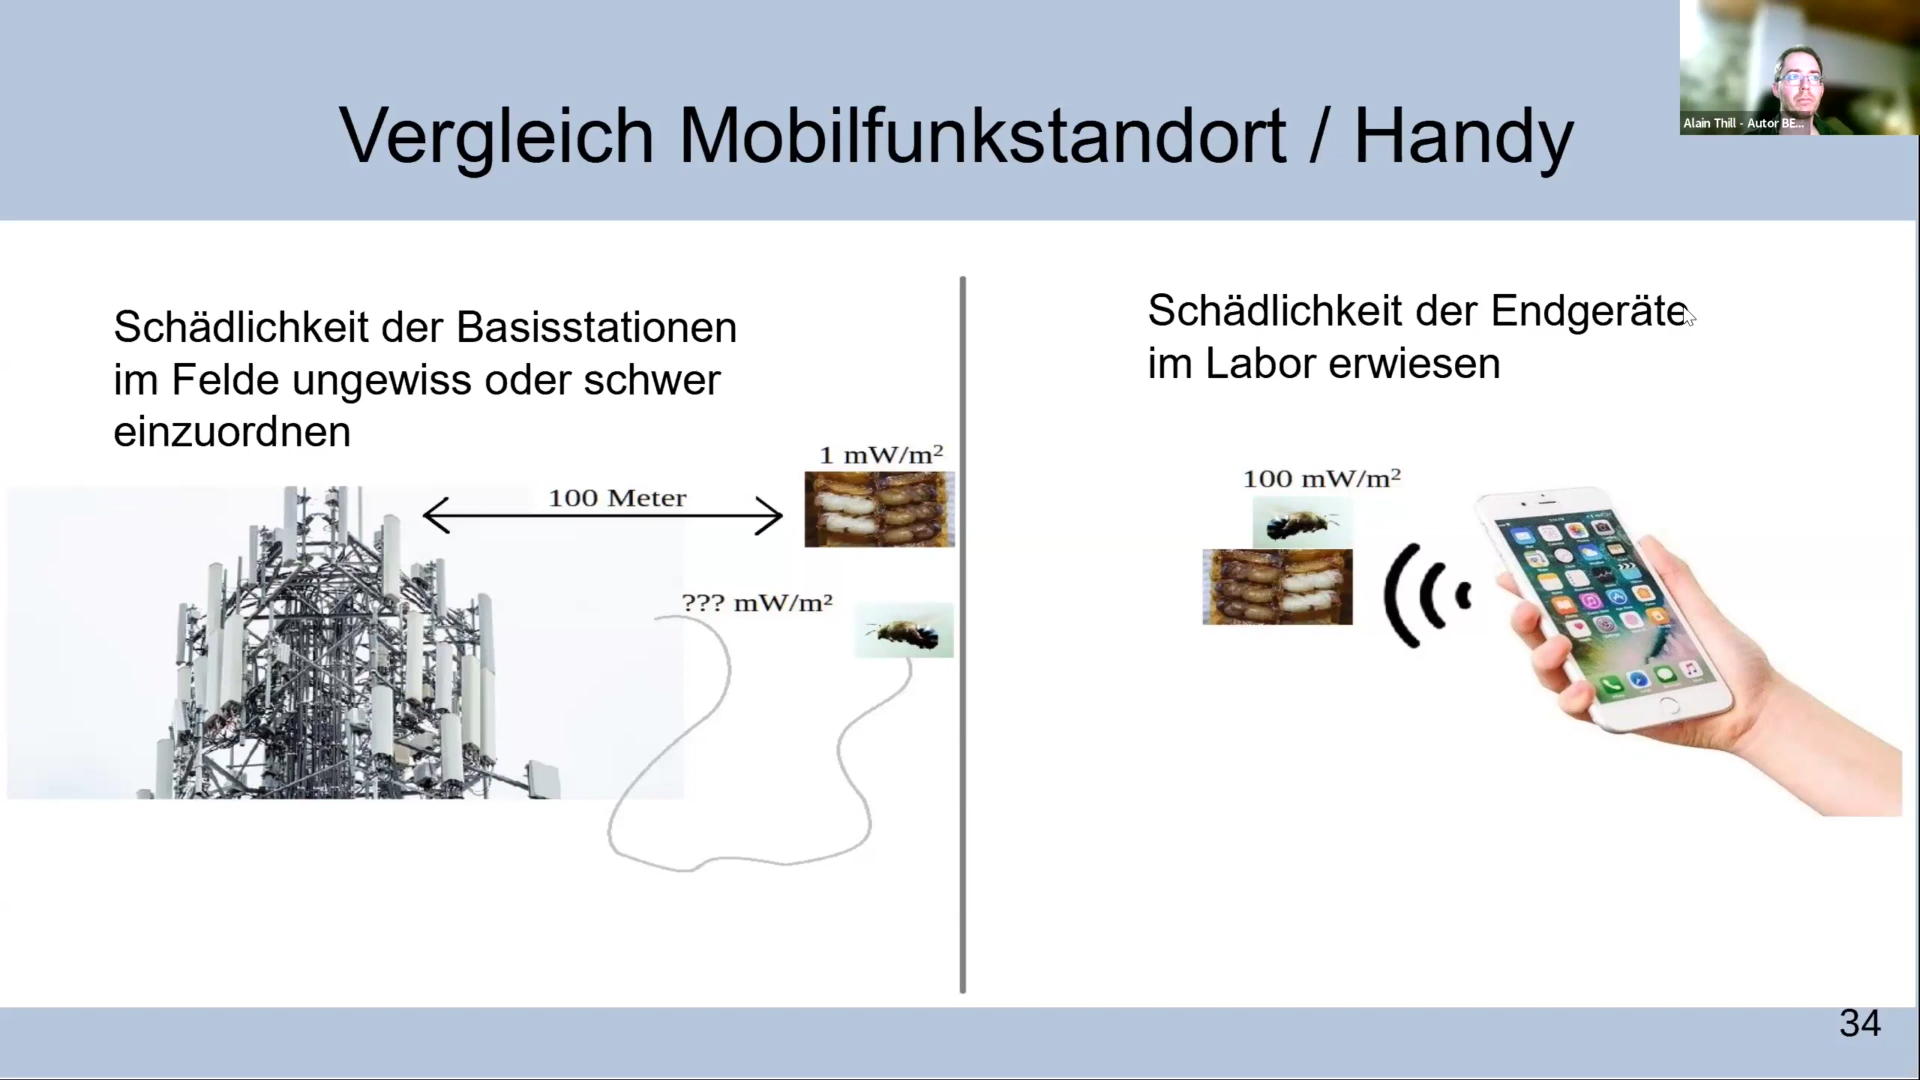 Vergleich Mobilfunkstandort / Handy
Alain Thill - Autor BE...
Schädlichkeit der Basisstationen
im Felde ungewiss oder schwer
einzuordnen
1 mW/m²
100 Meter
??? mW/m²
Schädlichkeit der Endgeräte
im Labor erwiesen
100 mW/m²
34